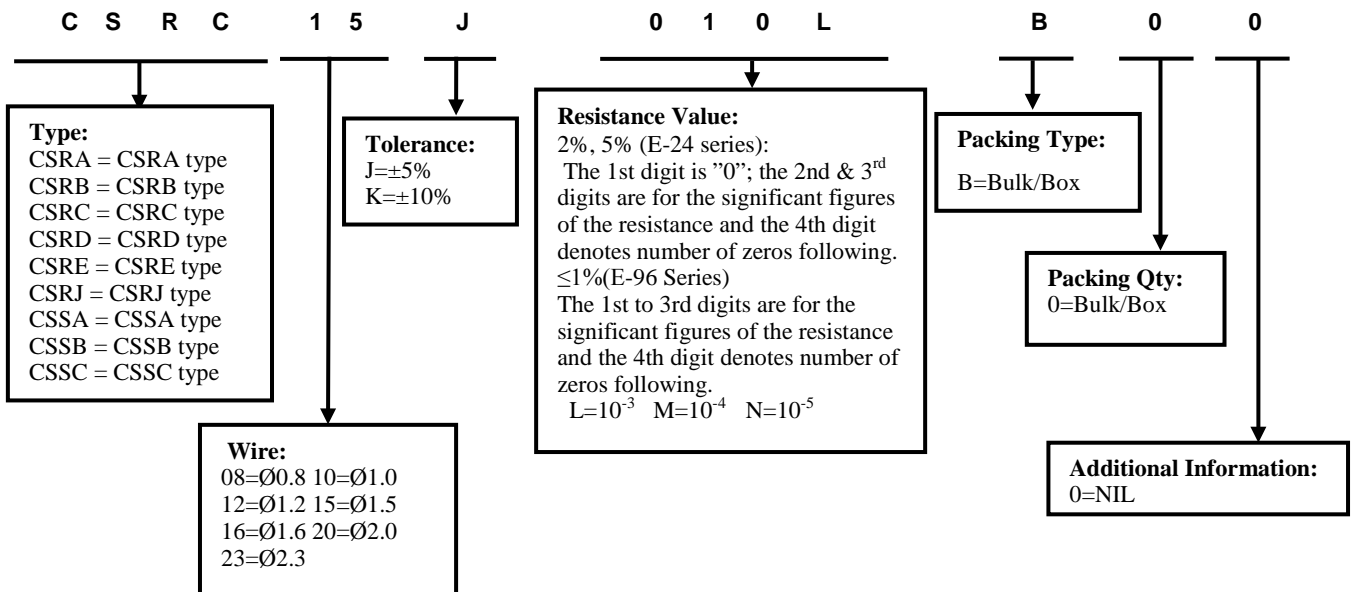 C S R C 1 5 J 0 1 0 L B 0 0
Type:
CSRA = CSRA type
CSRB = CSRB type
CSRC = CSRC type
CSRD = CSRD type
CSRE = CSRE type
CSRJ = CSRJ type
CSSA = CSSA type
CSSB = CSSB type
CSSC = CSSC type
Wire:
08=Ø0.8 10=Ø1.0
12=Ø1.2 15=Ø1.5
16=Ø1.6 20=Ø2.0
23=Ø2.3
Tolerance:
J=±5%
K=±10%
Resistance Value:
2%, 5% (E-24 series):
The 1st digit is ”0”; the 2nd & 3rd
digits are for the significant figures
of the resistance and the 4th digit
denotes number of zeros following.
≤1%(E-96 Series)
The 1st to 3rd digits are for the
significant figures of the resistance
and the 4th digit denotes number of
zeros following.
L=10-3 M=10-4 N=10-5
Packing Type:
B=Bulk/Box
Packing Qty:
0=Bulk/Box
Additional Information:
0=NIL